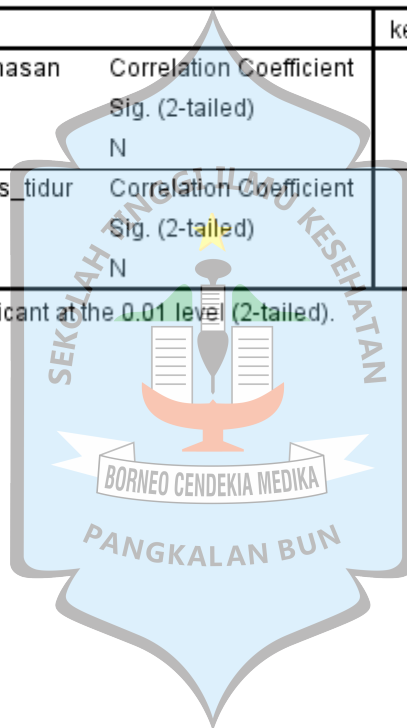 ke
nasan Correlation Coefficient
Sig. (2-tailed)
N
s_tidur Correlation Coefficient
Sig. (2-tailed)
N
icant at the 0.01 level (2-tailed).
SEKOLAH TINGGI ILMU KESEHATAN
BORNEO CENDEKIA MEDIKA
PANGKALAN BUN